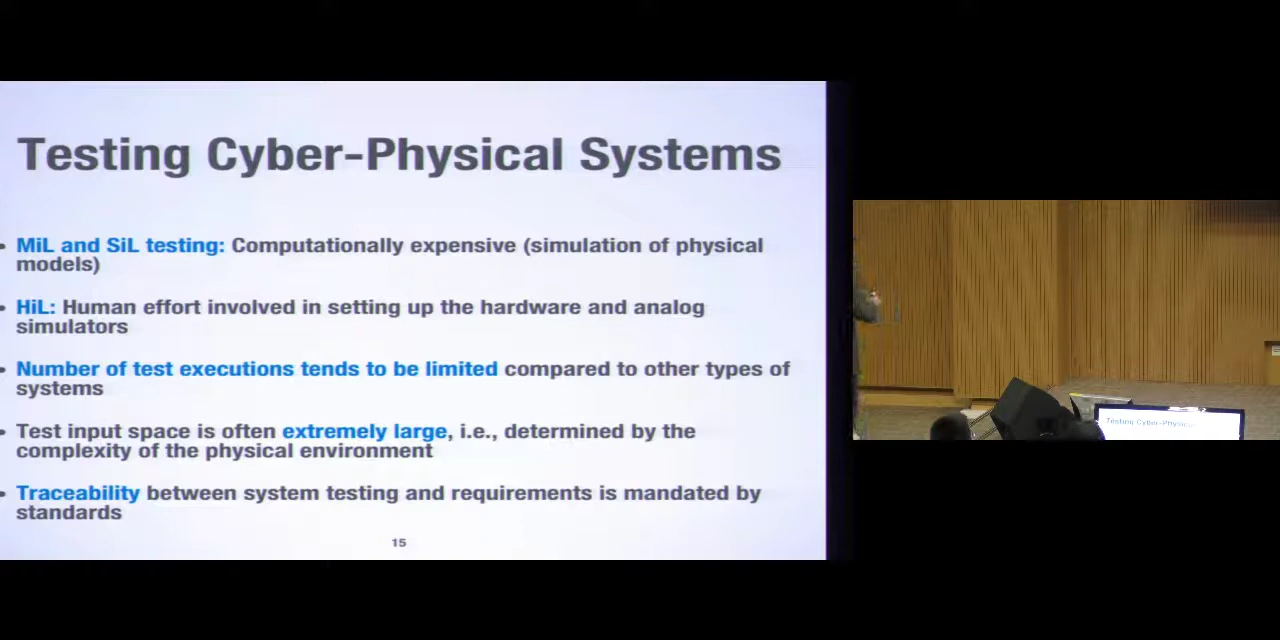 Testing Cyber-Physical Systems
• MiL and SiL testing: Computationally expensive (simulation of physical
models)
• HiL: Human effort involved in setting up the hardware and analog
simulators
• Number of test executions tends to be limited compared to other types of
systems
• Test input space is often extremely large, i.e., determined by the
complexity of the physical environment
• Traceability between system testing and requirements is mandated by
standards
15
Testing Cyber-Physical